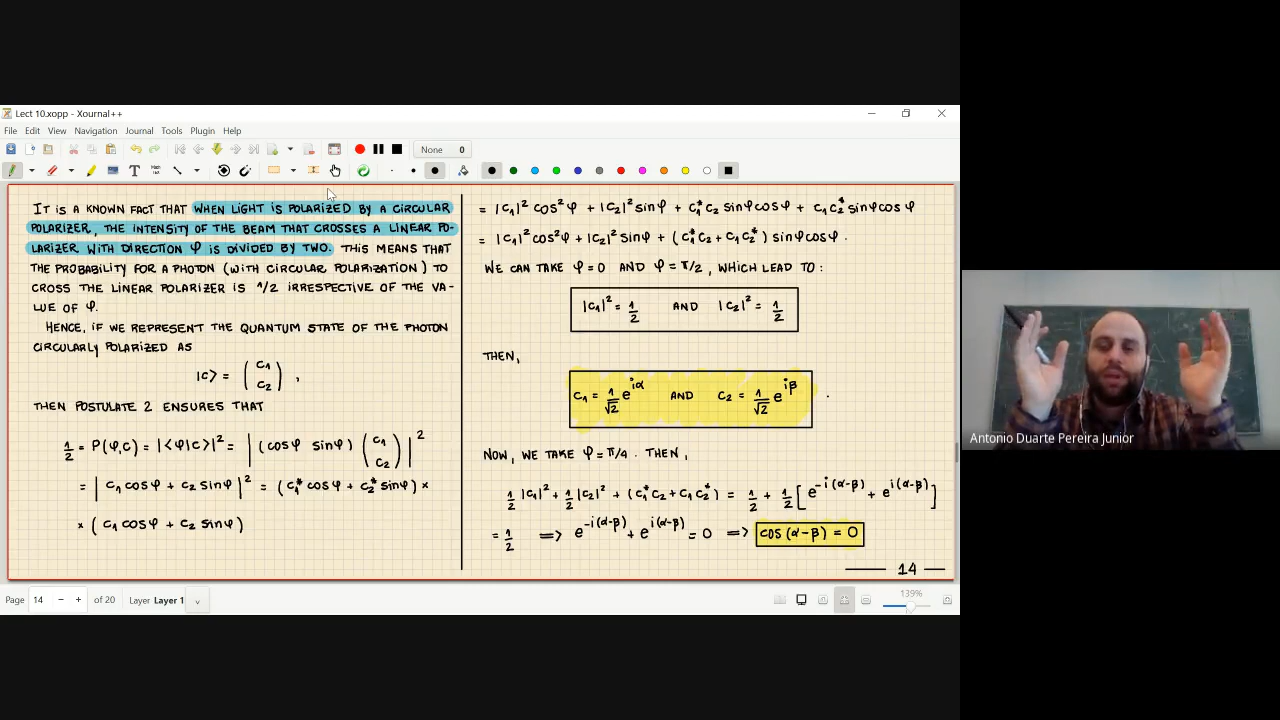 Lect 10.xopp - Xournal++
File Edit View Navigation Journal Tools Plugin Help
None 0
IT IS A KNOWN FACT THAT WHEN LIGHT IS POLARIZED BY A CIRCULAR
POLARIZER, THE INTENSITY OF THE BEAM THAT CROSSES A LINEAR PO-
LARIZER WITH DIRECTION φ IS DIVIDED BY TWO. THIS MEANS THAT
THE PROBABILITY FOR A PHOTON (WITH CIRCULAR POLARIZATION) TO
CROSS THE LINEAR POLARIZER IS 1/2 IRRESPECTIVE OF THE VA-
LUE OF φ.
HENCE, IF WE REPRESENT THE QUANTUM STATE OF THE PHOTON
CIRCULARLY POLARIZED AS
|C> = (C₁ C₂) ,
THEN POSTULATE 2 ENSURES THAT
1/2 = P(φ,C) = |<φ|C>|² = |(cosφ sinφ) (C₁ C₂)|²
= |C₁ cosφ + C₂ sinφ|² = (C₁* cosφ + C₂* sinφ) ×
× (C₁ cosφ + C₂ sinφ)
= |C₁|² cos²φ + |C₂|² sinφ + C₁* C₂ sinφ cosφ + C₁ C₂* sinφ cosφ
= |C₁|² cos²φ + |C₂|² sinφ + (C₁* C₂ + C₁ C₂*) sinφ cosφ .
WE CAN TAKE φ=0 AND φ=π/2, WHICH LEAD TO:
|C₁|² = 1/2 AND |C₂|² = 1/2
THEN,
C₁ = 1/√2 e^{iα} AND C₂ = 1/√2 e^{iβ} .
NOW, WE TAKE φ=π/4. THEN,
1/2 |C₁|² + 1/2 |C₂|² + (C₁* C₂ + C₁ C₂*) = 1/2 + 1/2 [e^{-i(α-β)} + e^{i(α-β)}]
= 1/2 ⟹ e^{-i(α-β)} + e^{i(α-β)} = 0 ⟹ cos(α-β) = 0
14
Page 14 − + of 20 Layer Layer 1
139%
Antonio Duarte Pereira Junior